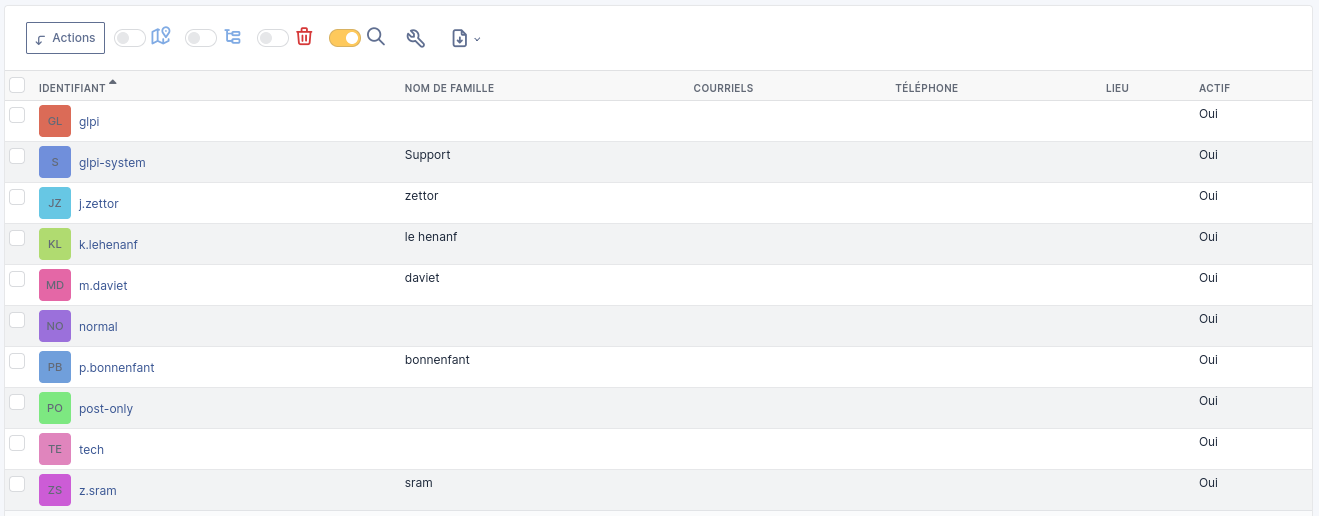 Actions
IDENTIFIANT NOM DE FAMILLE COURRIELS TÉLÉPHONE LIEU ACTIF
GL glpi Oui
S glpi-system Support Oui
JZ j.zettor zettor Oui
KL k.lehenanf le henanf Oui
MD m.daviet daviet Oui
NO normal Oui
PB p.bonnenfant bonnenfant Oui
PO post-only Oui
TE tech Oui
ZS z.sram sram Oui